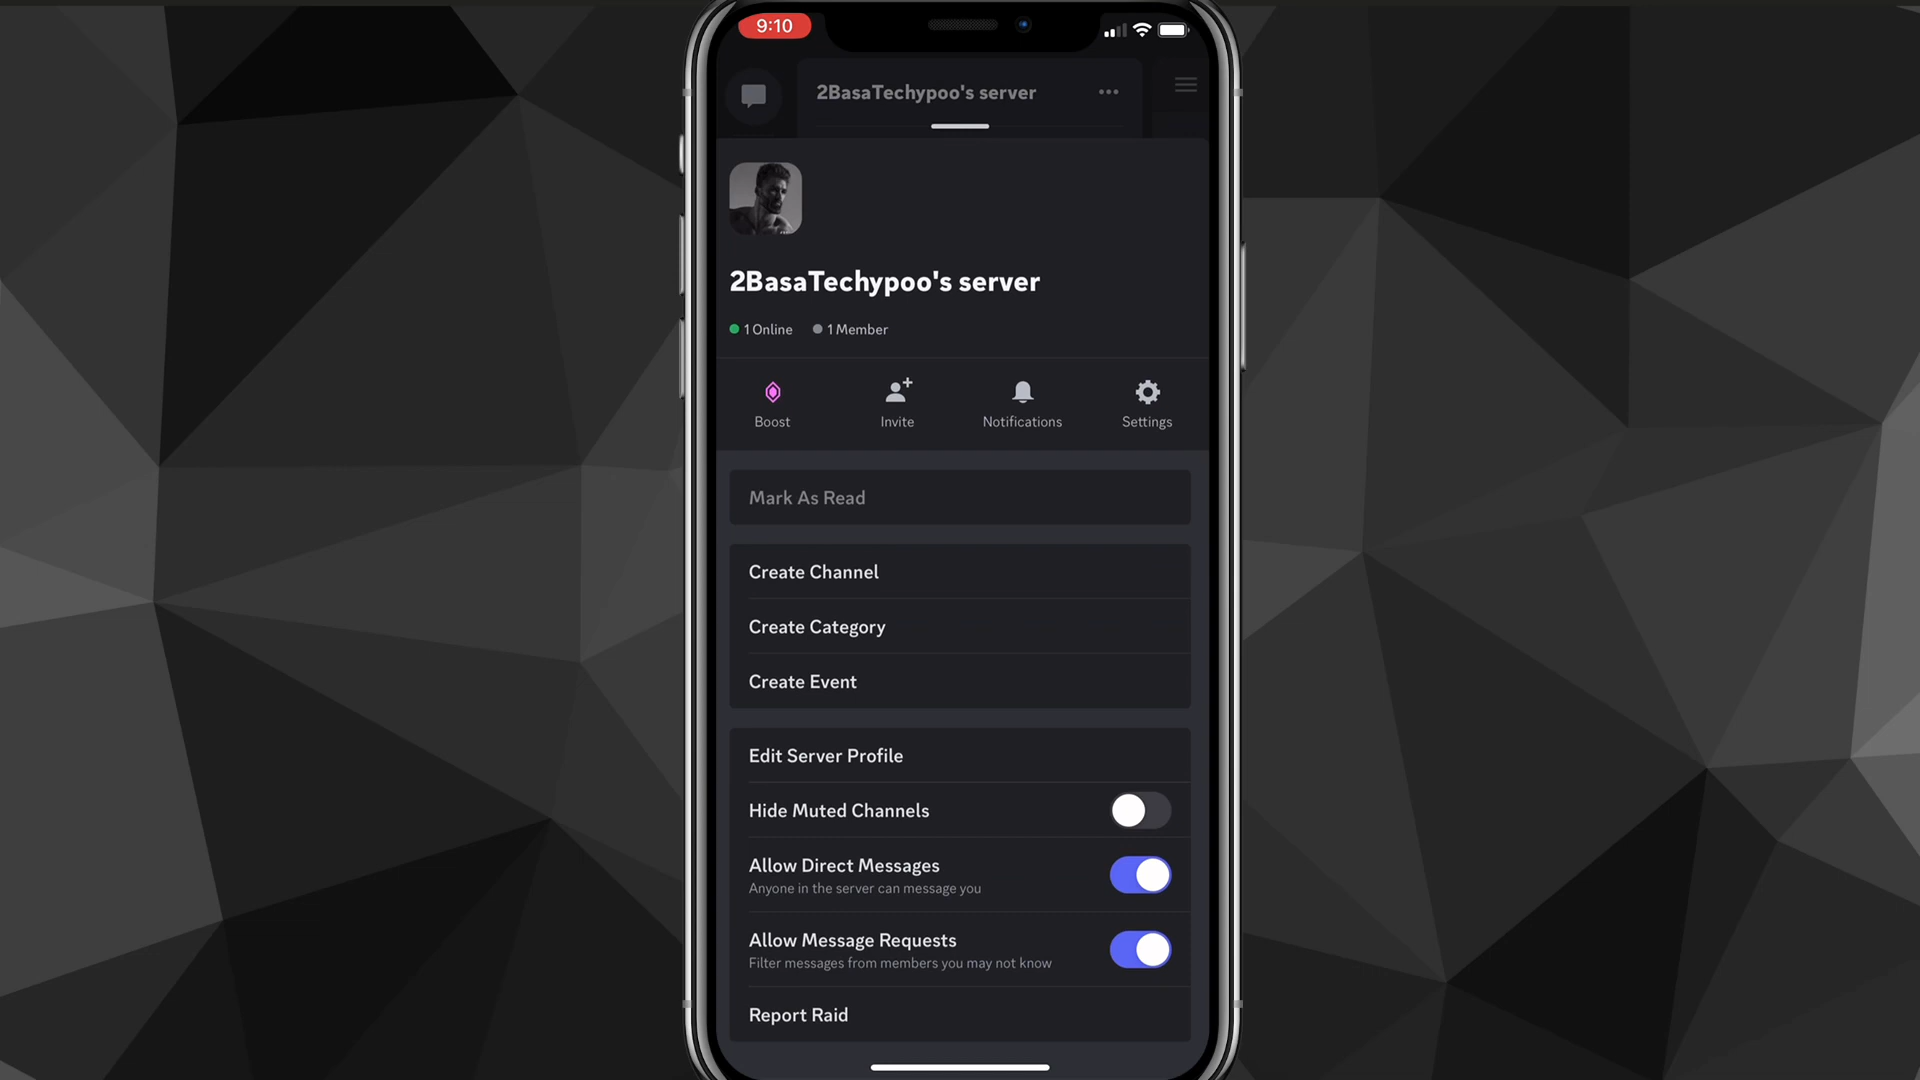 9:10
2BasaTechypoo's server
2BasaTechypoo's server
1 Online 1 Member
Boost Invite Notifications Settings
Mark As Read
Create Channel
Create Category
Create Event
Edit Server Profile
Hide Muted Channels
Allow Direct Messages
Anyone in the server can message you
Allow Message Requests
Filter messages from members you may not know
Report Raid